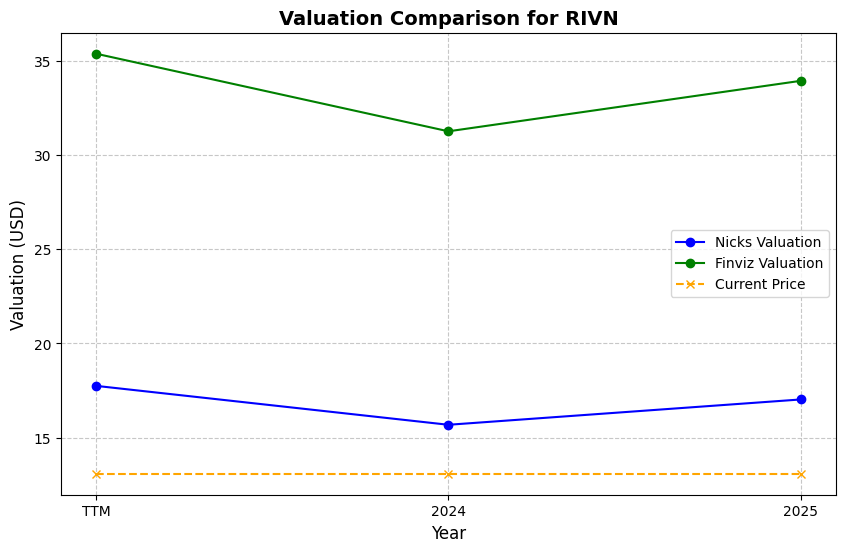 Valuation Comparison for RIVN
Valuation (USD)
35
30
25
20
15
Nicks Valuation
Finviz Valuation
Current Price
TTM
2024
2025
Year